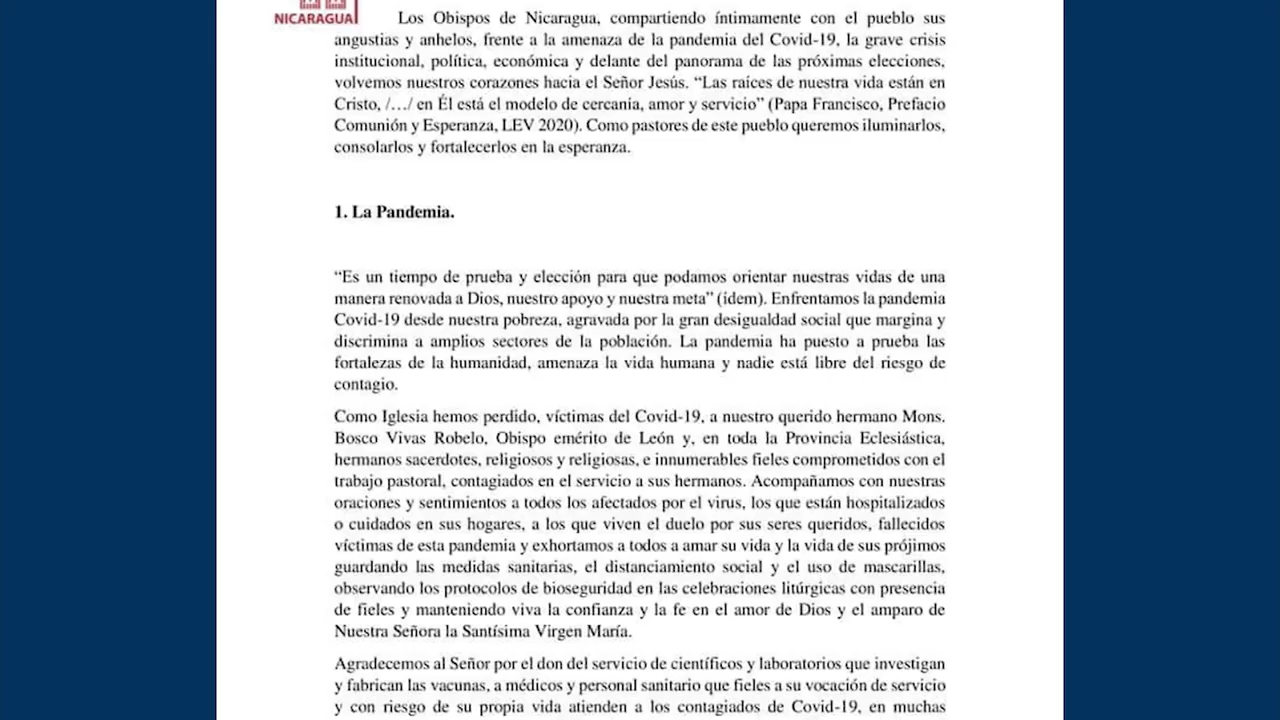 NICARAGUA
Los Obispos de Nicaragua, compartiendo íntimamente con el pueblo sus
angustias y anhelos, frente a la amenaza de la pandemia del Covid-19, la grave crisis
institucional, política, económica y delante del panorama de las próximas elecciones,
volvemos nuestros corazones hacia el Señor Jesús. “Las raíces de nuestra vida están en
Cristo, /…/ en Él está el modelo de cercania, amor y servicio” (Papa Francisco, Prefacio
Comunión y Esperanza, LEV 2020). Como pastores de este pueblo queremos iluminarlos,
consolarlos y fortalecerlos en la esperanza.
1. La Pandemia.
“Es un tiempo de prueba y elección para que podamos orientar nuestras vidas de una
manera renovada a Dios, nuestro apoyo y nuestra meta” (idem). Enfrentamos la pandemia
Covid-19 desde nuestra pobreza, agravada por la gran desigualdad social que margina y
discrimina a amplios sectores de la población. La pandemia ha puesto a prueba las
fortalezas de la humanidad, amenaza la vida humana y nadie está libre del riesgo de
contagio.
Como Iglesia hemos perdido, víctimas del Covid-19, a nuestro querido hermano Mons.
Bosco Vivas Robelo, Obispo emérito de León y, en toda la Provincia Eclesiástica,
hermanos sacerdotes, religiosos y religiosas, e innumerables fieles comprometidos con el
trabajo pastoral, contagiados en el servicio a sus hermanos. Acompañamos con nuestras
oraciones y sentimientos a todos los afectados por el virus, los que están hospitalizados
o cuidados en sus hogares, a los que viven el duelo por sus seres queridos, fallecidos
víctimas de esta pandemia y exhortamos a todos a amar su vida y la vida de sus prójimos
guardando las medidas sanitarias, el distanciamiento social y el uso de mascarillas,
observando los protocolos de bioseguridad en las celebraciones litúrgicas con presencia
de fieles y manteniendo viva la confianza y la fe en el amor de Dios y el amparo de
Nuestra Señora la Santísima Virgen María.
Agradecemos al Señor por el don del servicio de científicos y laboratorios que investigan
y fabrican las vacunas, a médicos y personal sanitario que fieles a su vocación de servicio
y con riesgo de su propia vida atienden a los contagiados de Covid-19, en muchas